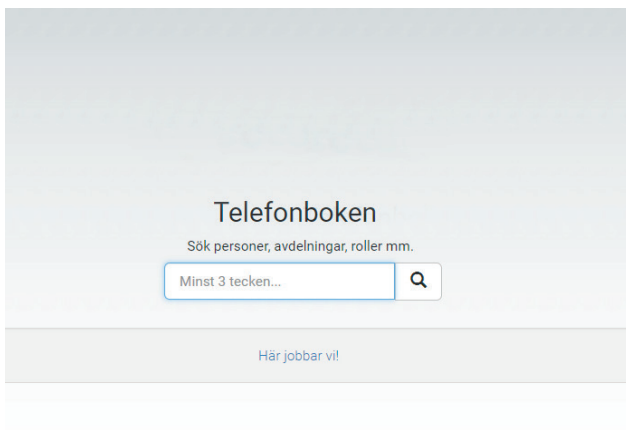 Telefonboken
Sök personer, avdelningar, roller mm.
Minst 3 tecken...
Här jobbar vi!